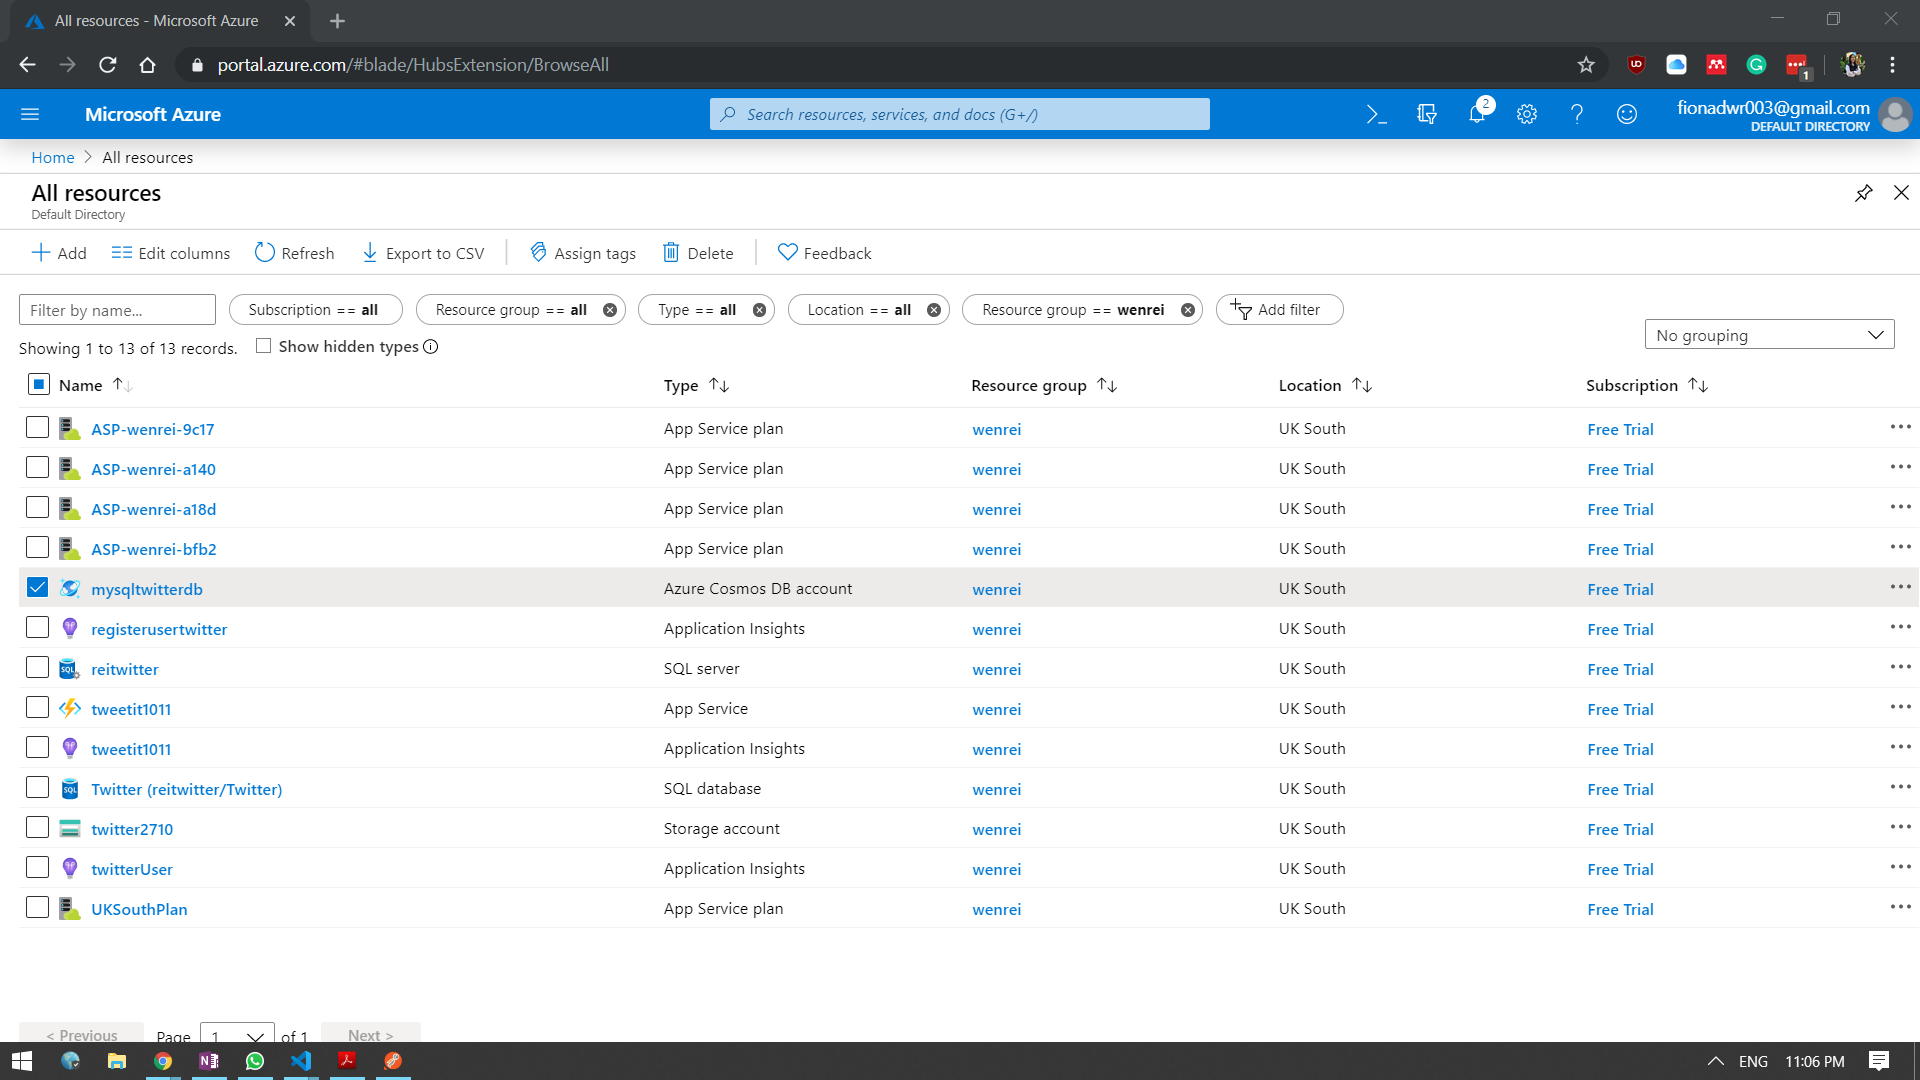 All resources - Microsoft Azure
portal.azure.com/#blade/HubsExtension/BrowseAll
1
Microsoft Azure
Search resources, services, and docs (G+/)
2
fionadwr003@gmail.com
DEFAULT DIRECTORY
Home > All resources
All resources
Default Directory
Add Edit columns Refresh Export to CSV Assign tags Delete Feedback
Filter by name... Subscription == all Resource group == all Type == all Location == all Resource group == wenrei Add filter
Showing 1 to 13 of 13 records. Show hidden types No grouping
Name Type Resource group Location Subscription
ASP-wenrei-9c17 App Service plan wenrei UK South Free Trial
ASP-wenrei-a140 App Service plan wenrei UK South Free Trial
ASP-wenrei-a18d App Service plan wenrei UK South Free Trial
ASP-wenrei-bfb2 App Service plan wenrei UK South Free Trial
mysqltwitterdb Azure Cosmos DB account wenrei UK South Free Trial
registerusertwitter Application Insights wenrei UK South Free Trial
reitwitter SQL server wenrei UK South Free Trial
tweetit1011 App Service wenrei UK South Free Trial
tweetit1011 Application Insights wenrei UK South Free Trial
Twitter (reitwitter/Twitter) SQL database wenrei UK South Free Trial
twitter2710 Storage account wenrei UK South Free Trial
twitterUser Application Insights wenrei UK South Free Trial
UKSouthPlan App Service plan wenrei UK South Free Trial
< Previous Page 1 of 1 Next >
ENG 11:06 PM